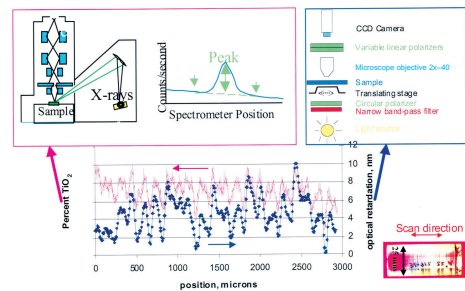 Sample
X-rays
Counts/second
Peak
Spectrometer Position
CCD Camera
Variable linear polarizers
Microscope objective 2x-40
Sample
Translating stage
Circular polarizer
Narrow band-pass filter
Percent TiO2
12
10
8
6
4
2
0
12
10
8
6
4
2
0
optical retardation, nm
0
500
1000
1500
2000
2500
3000
position, microns
Scan direction